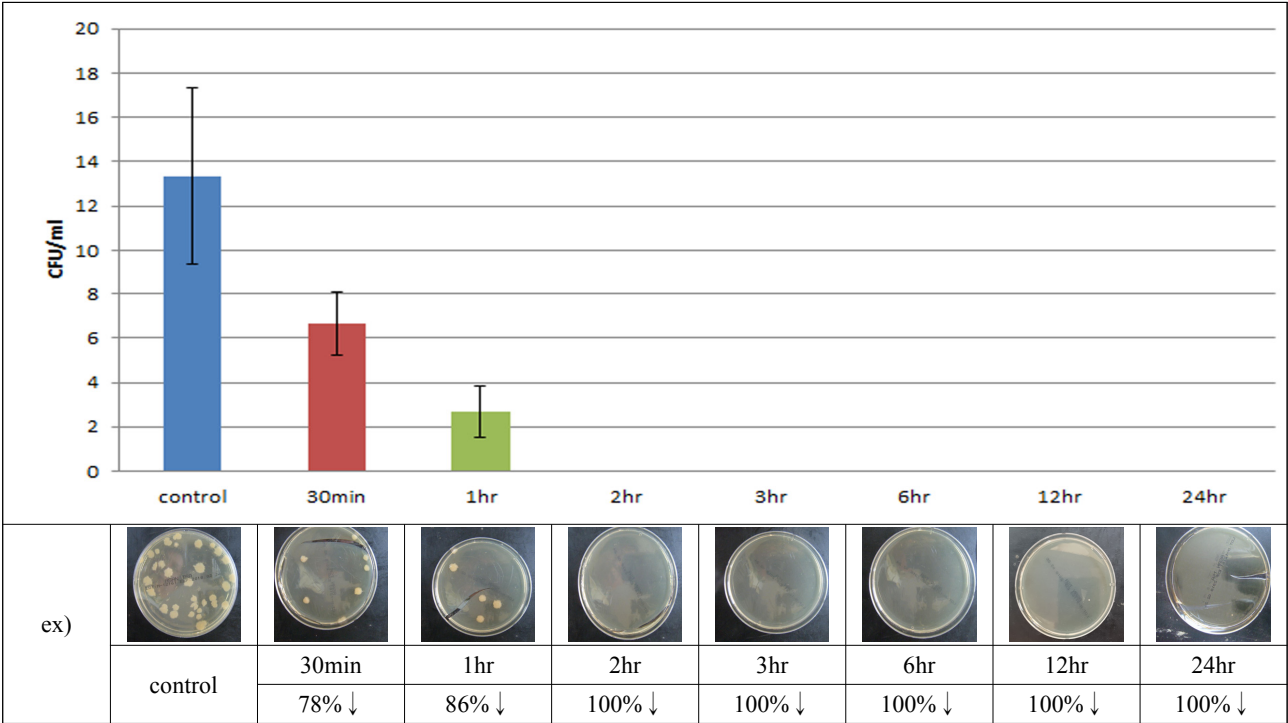 20
18
16
14
12
10
8
6
4
2
0
CFU/ml
control 30min 1hr 2hr 3hr 6hr 12hr 24hr
ex)
control
30min 1hr 2hr 3hr 6hr 12hr 24hr
78% ↓ 86% ↓ 100% ↓ 100% ↓ 100% ↓ 100% ↓ 100% ↓